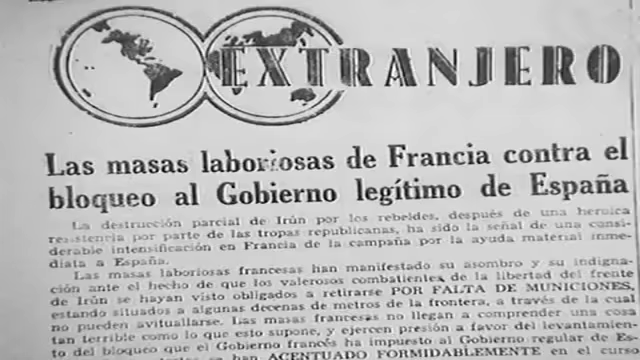 EXTRANJERO
Las masas laboriosas de Francia contra el
bloqueo al Gobierno legítimo de España
La destrucción parcial de Irún por los rebeldes, después de una heroica
resistencia por parte de las tropas republicanas, ha sido la señal de una consi-
derable intensificación en Francia de la campaña por la ayuda material inme-
diata a España.
Las masas laboriosas francesas han manifestado su asombro y su indigna-
ción ante el hecho de que los valerosos combatientes de la libertad del frente
de Irún se hayan visto obligados a retirarse POR FALTA DE MUNICIONES,
estando situados a algunas decenas de metros de la frontera, a través de la cual
no pueden avituallarse. Las masas francesas no llegan a comprender una cosa
tan terrible como lo que esto supone, y ejercen presión a favor del levantamien-
to del bloqueo que el Gobierno francés ha impuesto al Gobierno regular de Es-
se han ACENTUADO FORMIDABLEMENTE en el curso